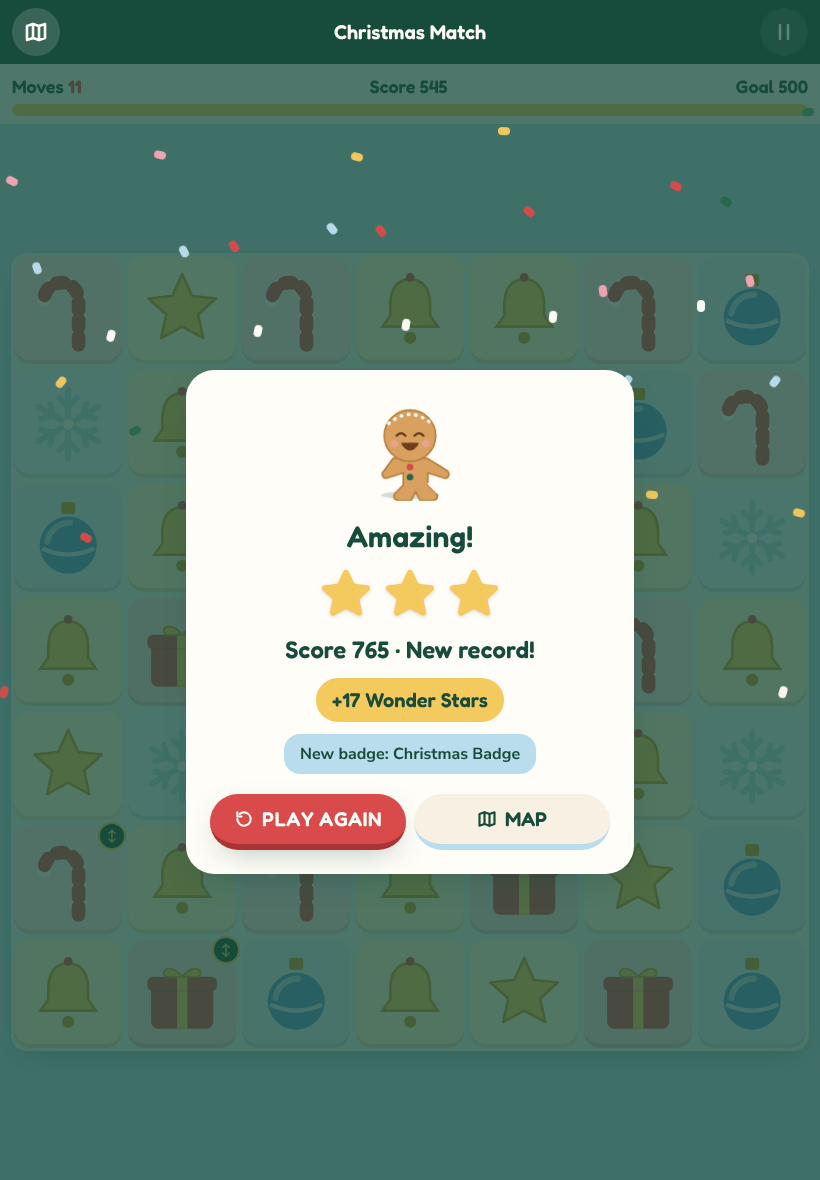 Christmas Match
Moves 11
Score 545
Goal 500
Amazing!
Score 765 · New record!
+17 Wonder Stars
New badge: Christmas Badge
PLAY AGAIN
MAP